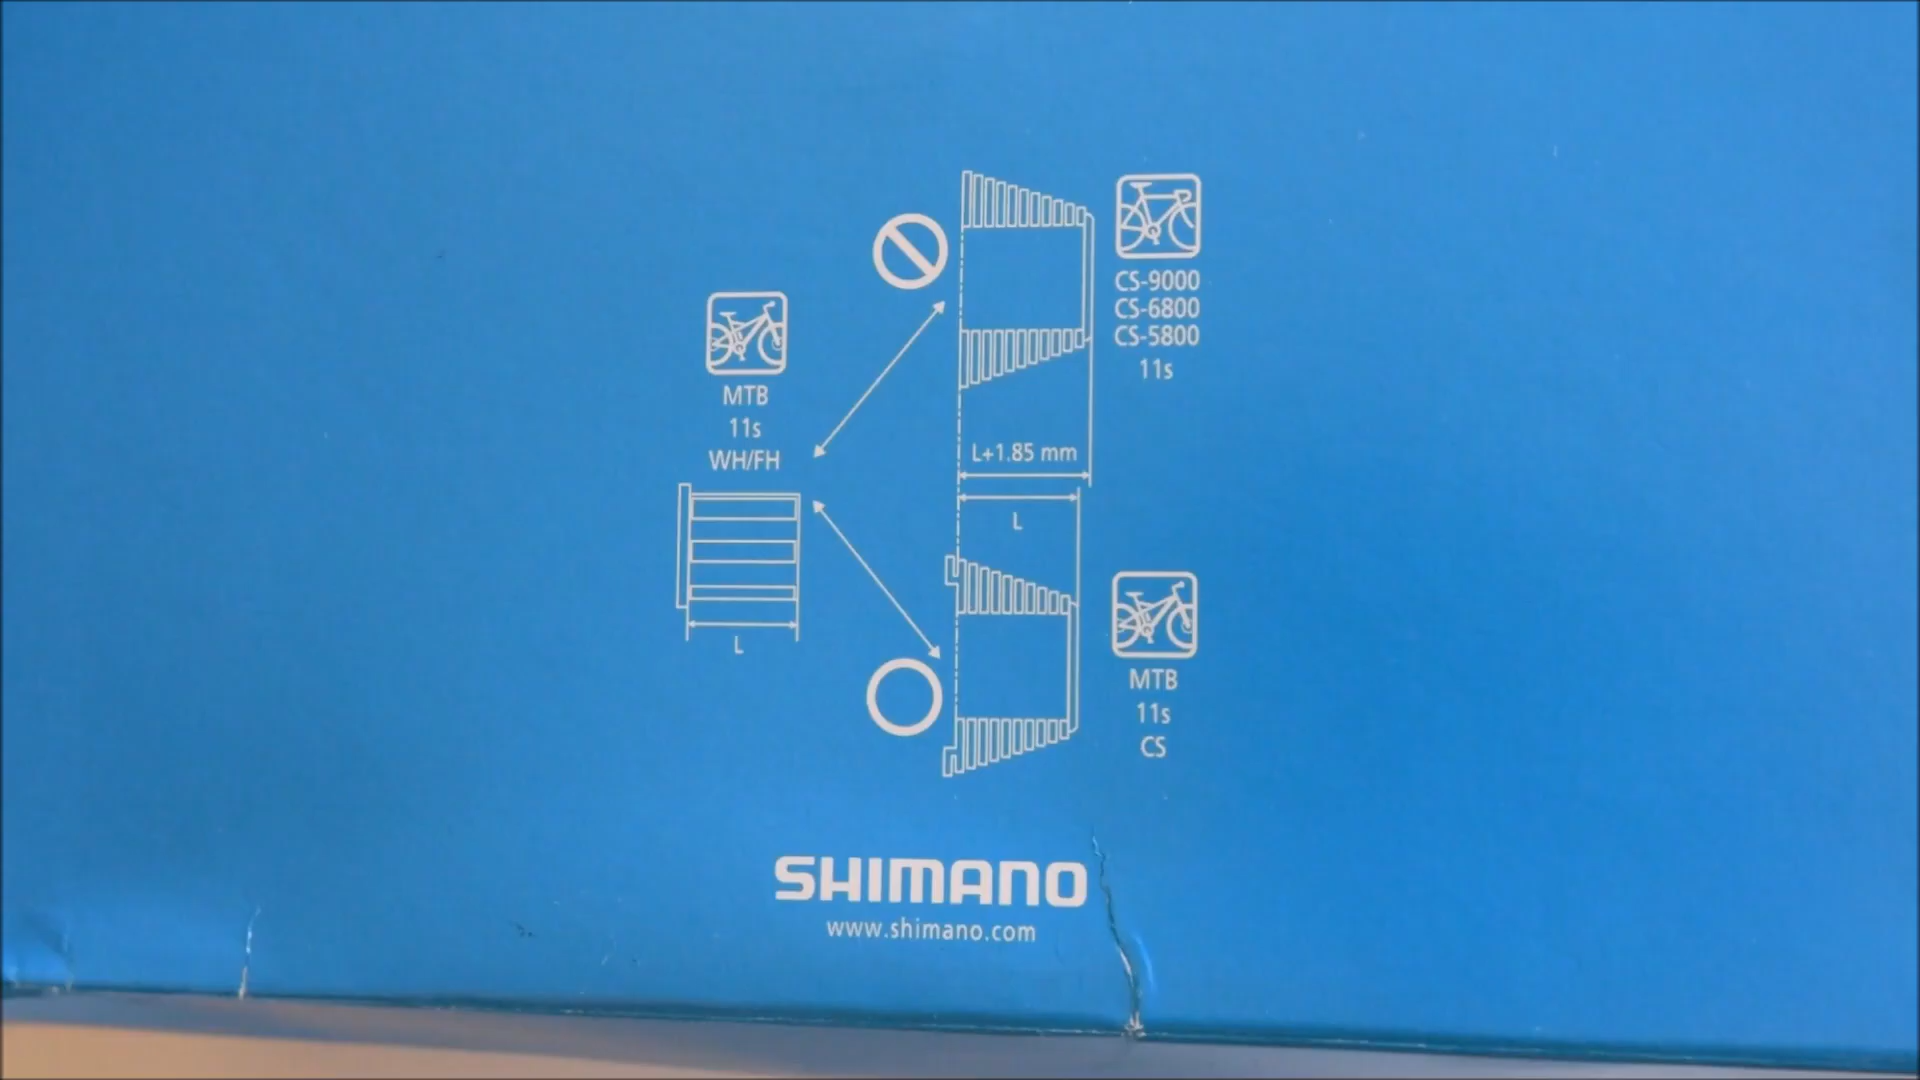 CS-9000
CS-6800
CS-5800
11s
MTB
11s
WH/FH
L+1.85 mm
L
L
MTB
11s
CS
SHIMANO
www.shimano.com